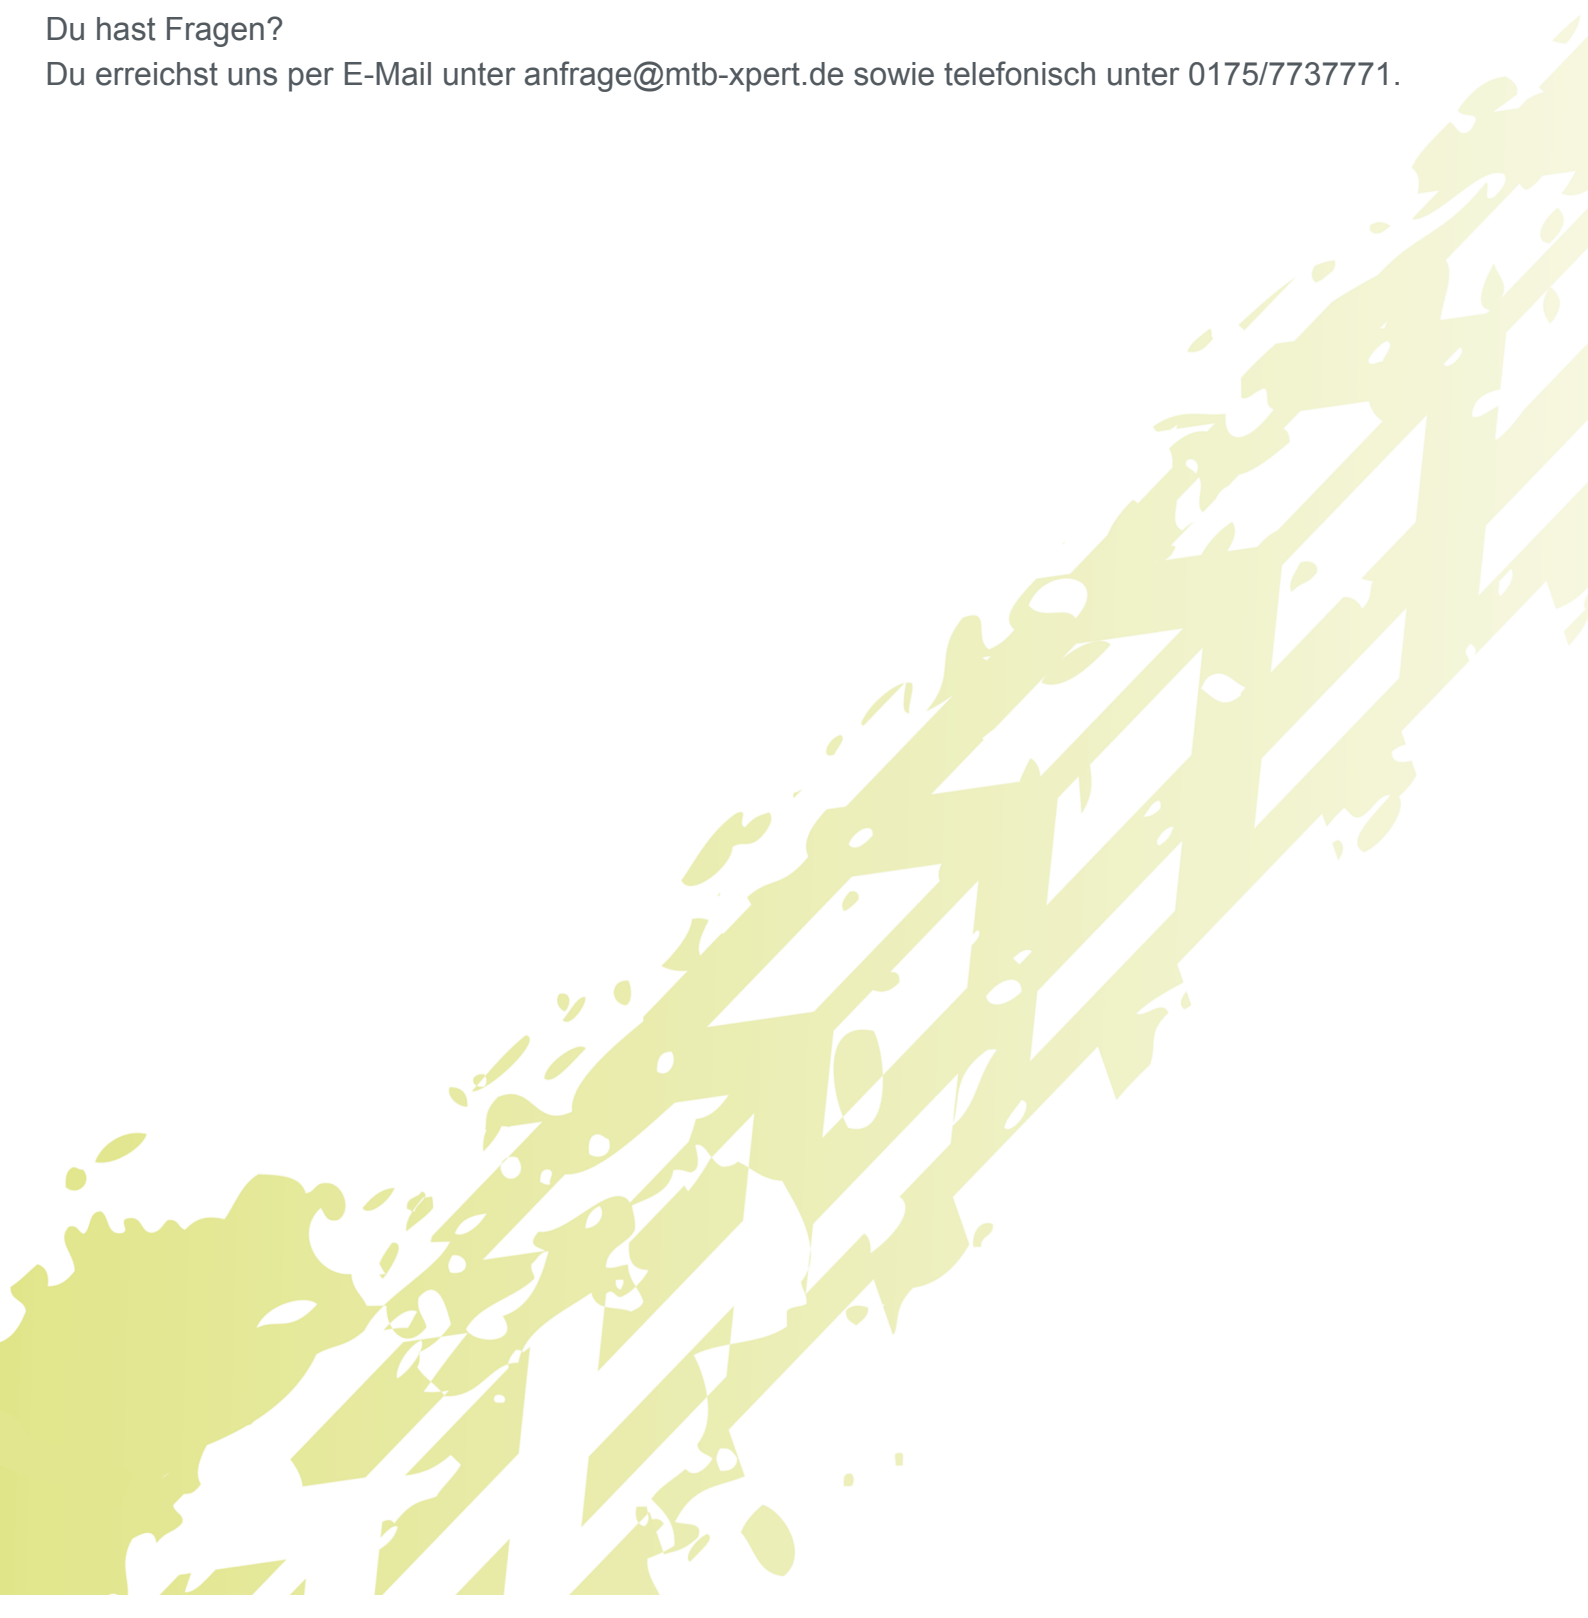 Du hast Fragen?
Du erreichst uns per E-Mail unter anfrage@mtb-xpert.de sowie telefonisch unter 0175/7737771.